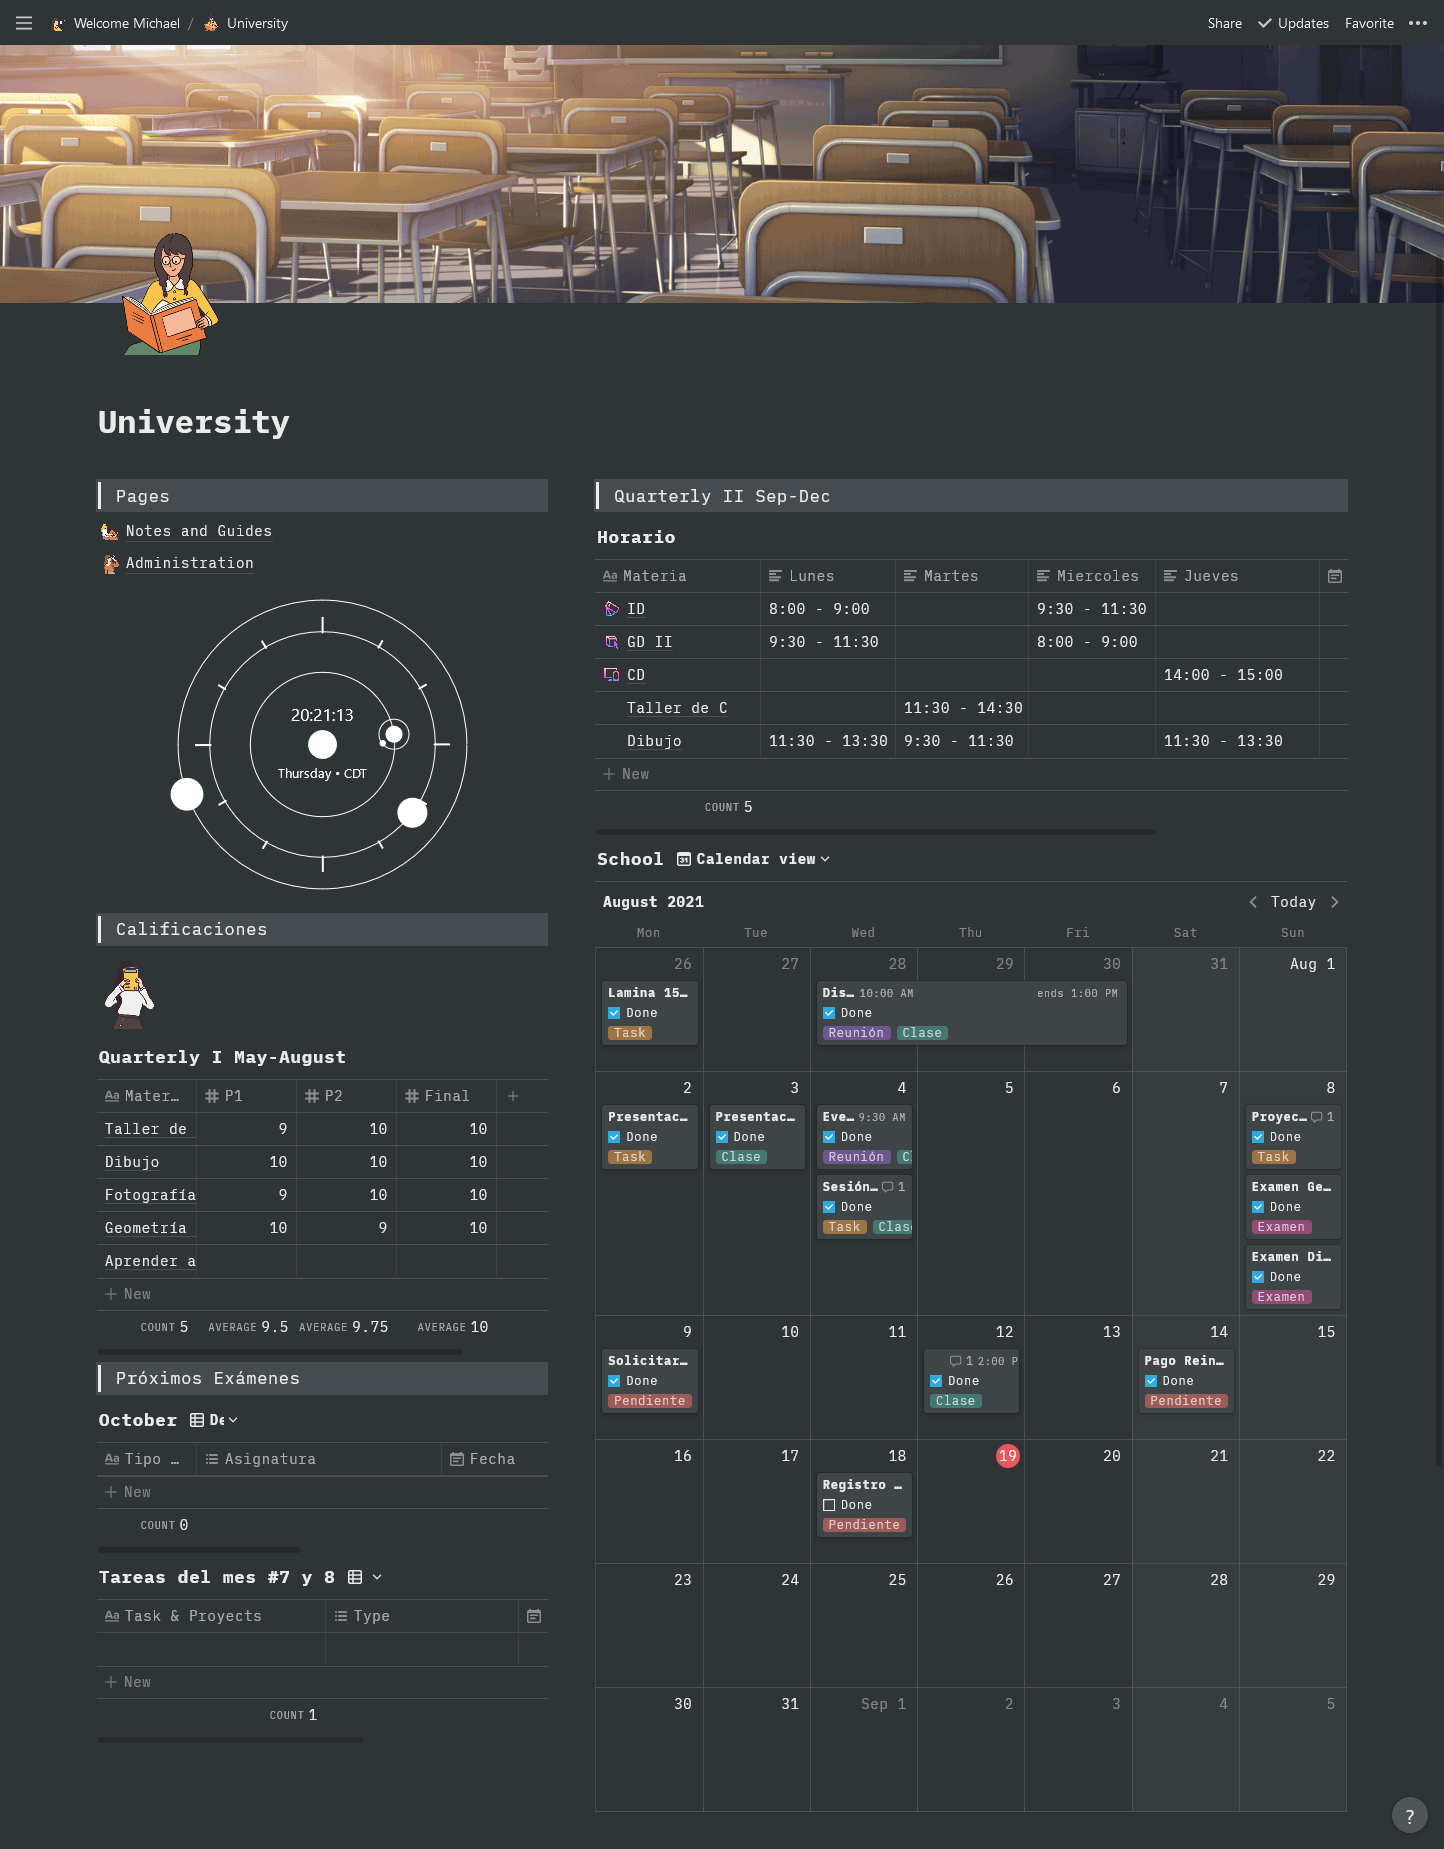 Welcome Michael / University
Share Updates Favorite
University
Pages
Notes and Guides
Administration
20:21:13
Thursday • CDT
Calificaciones
Quarterly I May-August
Aa Mater… P1 P2 Final
Taller de 9 10 10
Dibujo 10 10 10
Fotografía 9 10 10
Geometría 10 9 10
Aprender a
+ New
COUNT 5 AVERAGE 9.5 AVERAGE 9.75 AVERAGE 10
Próximos Exámenes
October De
Aa Tipo … Asignatura Fecha
+ New
COUNT 0
Tareas del mes #7 y 8
Aa Task & Proyects Type
+ New
COUNT 1
Quarterly II Sep-Dec
Horario
Aa Materia Lunes Martes Miercoles Jueves
ID 8:00 - 9:00 9:30 - 11:30
GD II 9:30 - 11:30 8:00 - 9:00
CD 14:00 - 15:00
Taller de C 11:30 - 14:30
Dibujo 11:30 - 13:30 9:30 - 11:30 11:30 - 13:30
+ New
COUNT 5
School 31 Calendar view
August 2021
Today
Mon Tue Wed Thu Fri Sat Sun
26 27 28 29 30 31 Aug 1
Lamina 15… Dis… 10:00 AM ends 1:00 PM
Done Done
Task Reunión Clase
2 3 4 5 6 7 8
Presentac… Presentac… Eve… 9:30 AM Proyec… 1
Done Done Done Done
Task Clase Reunión Cl Task
Sesión… 1 Examen Ge…
Done Done
Task Clase Examen
Examen Di…
Done
Examen
9 10 11 12 13 14 15
Solicitar… 1 2:00 P Pago Rein…
Done Done Done
Pendiente Clase Pendiente
16 17 18 19 20 21 22
Registro …
Done
Pendiente
23 24 25 26 27 28 29
30 31 Sep 1 2 3 4 5
?